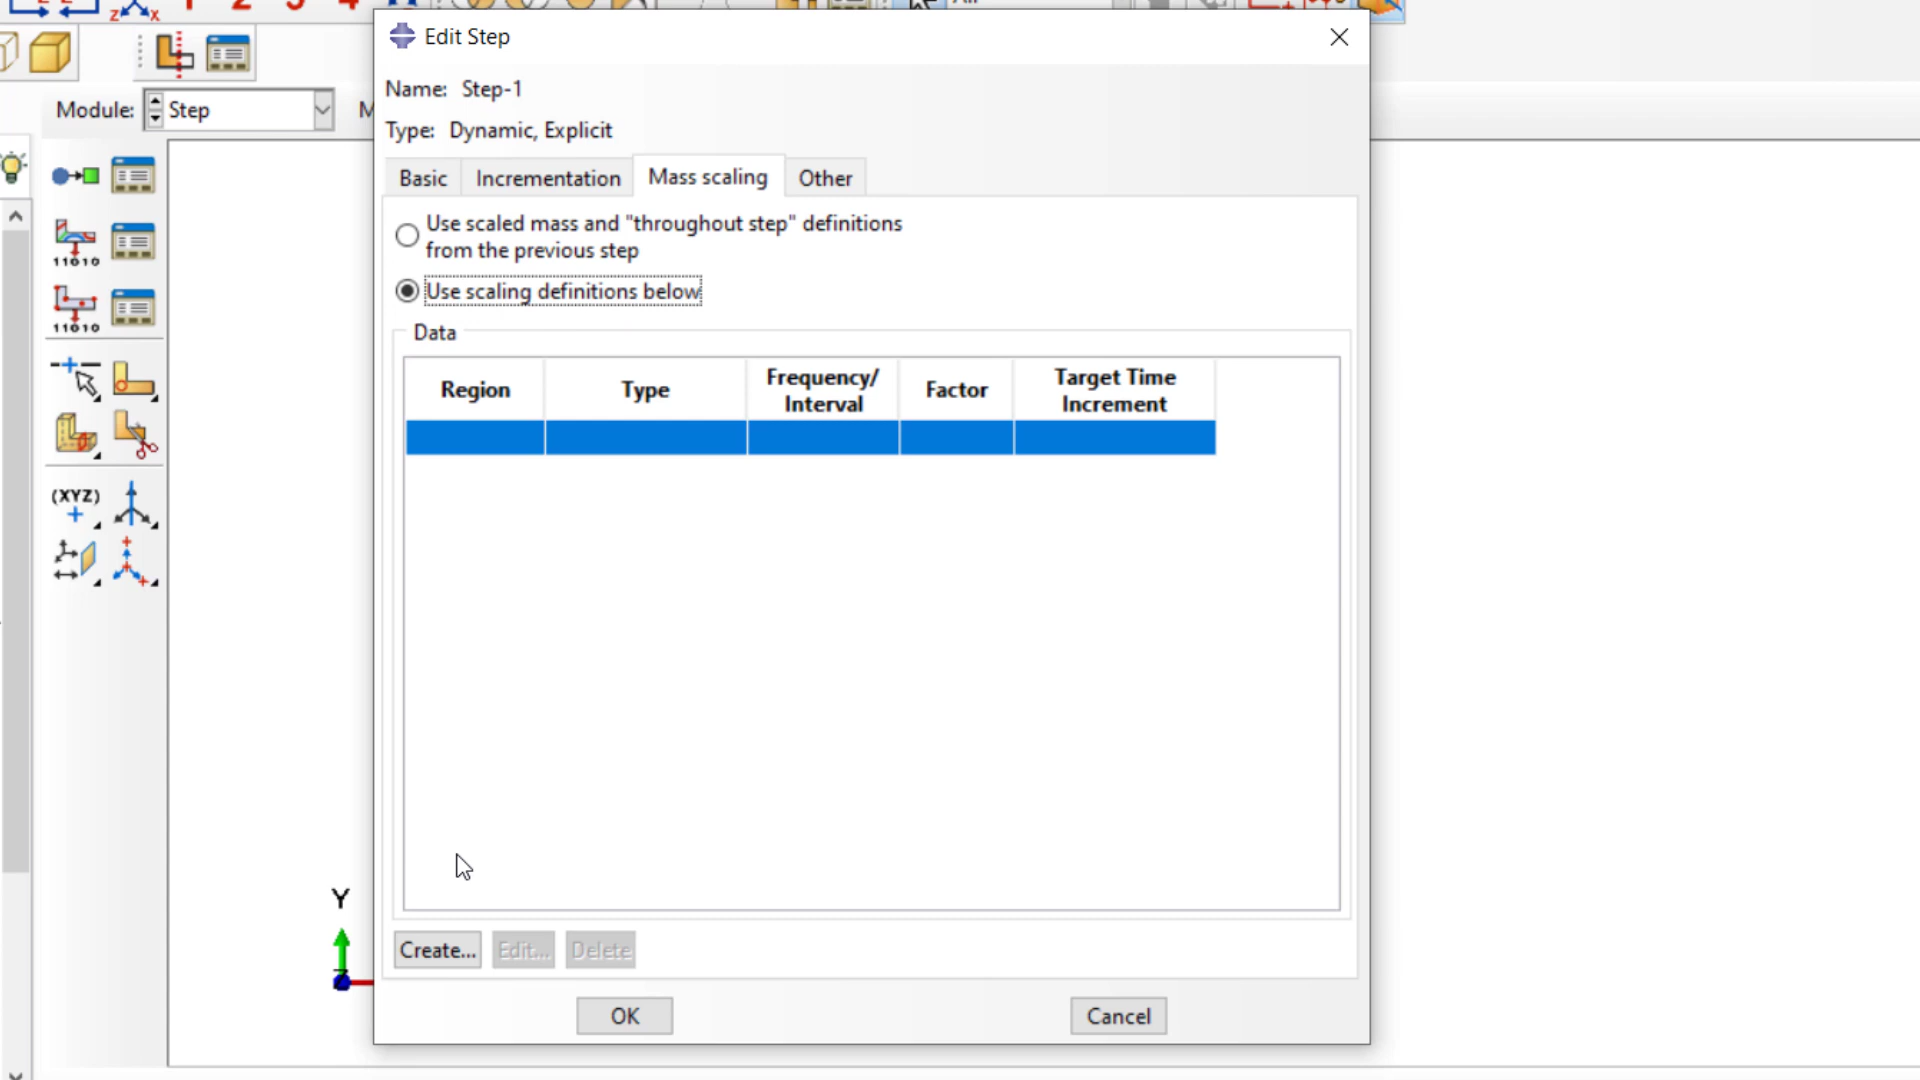 Edit Step
Name: Step-1
Module: Step
Type: Dynamic, Explicit
Basic Incrementation Mass scaling Other
Use scaled mass and "throughout step" definitions
from the previous step
Use scaling definitions below
Data
Region Type Frequency/ Interval Factor Target Time Increment
11010
11010
(XYZ)
Y
Z
Create... Edit... Delete
OK Cancel